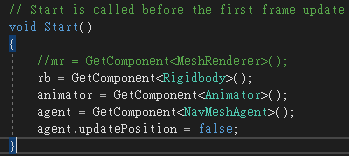 // Start is called before the first frame update
void Start()
{
    //mr = GetComponent<MeshRenderer>();
    rb = GetComponent<Rigidbody>();
    animator = GetComponent<Animator>();
    agent = GetComponent<NavMeshAgent>();
    agent.updatePosition = false;
}